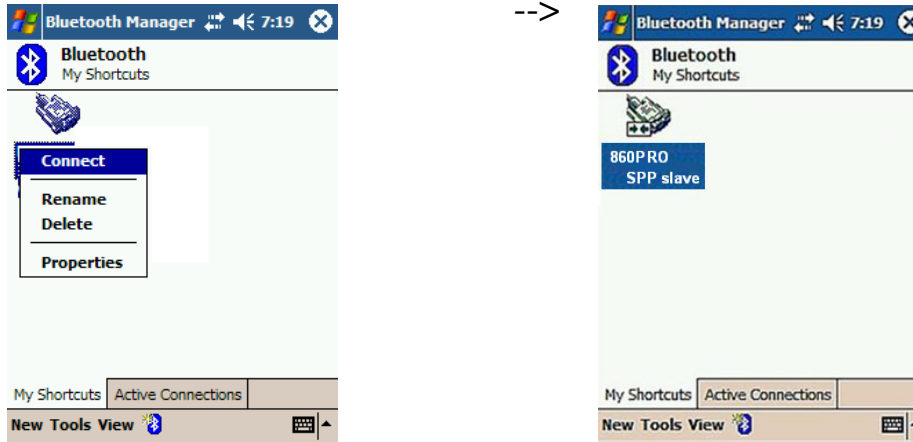 Bluetooth Manager 7:19
Bluetooth
My Shortcuts
Connect
Rename
Delete
Properties
My Shortcuts Active Connections
New Tools View
-->
Bluetooth Manager 7:19
Bluetooth
My Shortcuts
860PRO
SPP slave
My Shortcuts Active Connections
New Tools View